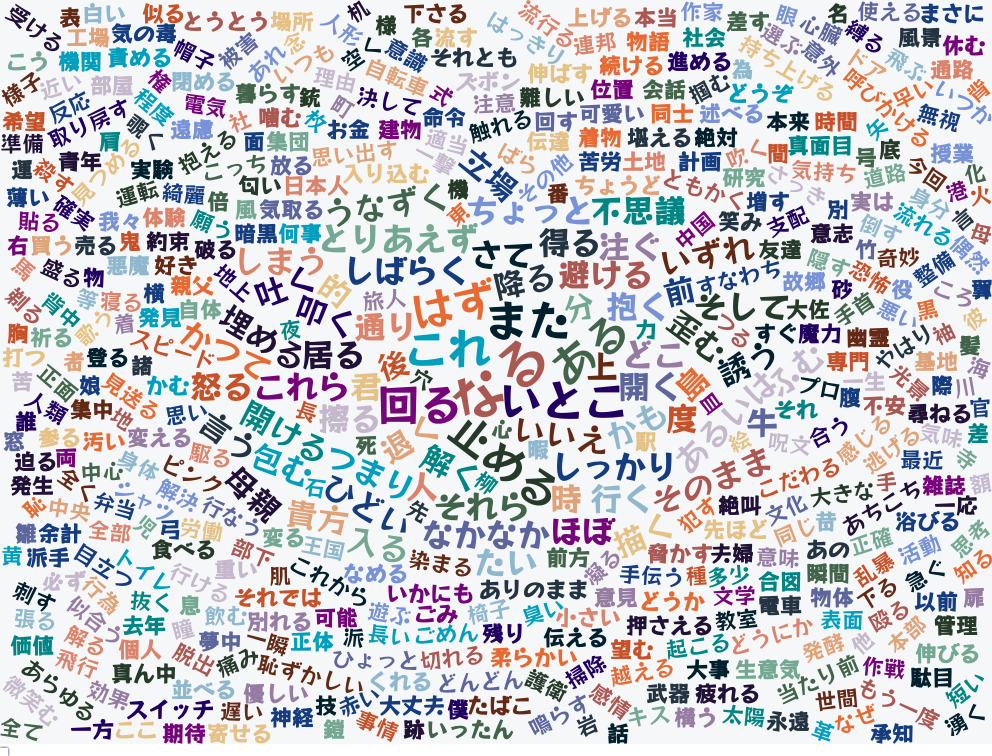 受ける 表 白い 似る とうとう 場所 人形 机 様 下さる 流行る 上げる 本当 作家 差す 眼 心臓 名 使える まさに
工場 気の毒 帽子 被害 念 各 流す はっきり 連邦 物語 社会 選ぶ 意外 縛る 風景 休む
こう 機関 責める あれ いつも 空く 意識 それとも 続ける 進める 持ち上げる ドア 飛ぶ 通路
様子 近い 部屋 権 閉める 理由 自転車 ズボン 伸ばす 位置 会話 掴む 為 どうぞ 呼びかける 早い いつか
希望 反応 程度 電気 暮らす 銃 町 決して 式 注意 難しい 回す 可愛い 同士 述べる 本来 時間 無視
準備 取り戻す 肩 覗く 遠慮 社 噛む お金 建物 命令 触れる 伝達 着物 堪える 絶対 真面目 矢 底 授業
運 殺す 青年 見つめる 実験 抱える こっち 面 集団 放る 思い出す 適当 一撃 立場 ばら その他 苦労 土地 計画 吹く 間 号 今回 化
薄い 確実 運転 綺麗 倍 匂い 日本人 入り込む 機 番 ちょうど ともかく 研究 さっき 気持ち 道路 身分 港 火
貼る 我々 体験 願う 風 気取る うなずく 東 ちょっと 不思議 増す 支配 別 実は 流れる 言 母
右 買う 売る 鬼 約束 破る 暗黒 何事 とりあえず さて 得る 注ぐ 中国 笑み 意志 倒す 偶然
馬 盛る 物 悪魔 好き 地上 しまう しばらく 降る 避ける いずれ 友達 隠す 竹 奇妙 整備
剃る 背中 等 寝る 横 親父 吐く 叩く 的 旅人 分 抱く 前 すなわち 故郷 砂 恐怖 役 ころ 翼
胸 祈る 歌う 着 発見 自体 埋める 夜 通り はず また 力 歪む そして 大佐 手首 悪い 黒 彼
打つ 者 登る 諸 スピード かつて 居る 後 これ る ある 上 どこ つる すぐ 魔力 幽霊 やはり 袖 髪
苦 正面 娘 見送る かむ 怒る これら 君 穴 回る ない いとこ 開く 島 誘う はふむ 専門 光景 基地 海
人類 集中 地 思い 言う 開ける 長 擦る 心 いいえ かも 度 皿 いい 牛 それ プロ 腹 一生 不安 際 川
誰 窓 参る 汚い 変える 駆る 包む つまり 死 退く 止める 暇 駅 ある 絵 呪文 合う 感じる 尋ねる 官
迫る 両 中心 身体 ピンク 母親 石 ひどい 解く 柳 しっかり そのまま こだわる 逃げる 気味 差
発生 全く 弁当 シャツ 解決 行なう 貴方 人 それら 時 行く 犯す 絶叫 文化 大きな 手 最近 寺 額
恥 中央 児 弓 労働 変る 王国 入る 先 なかなか ほぼ 描く 先ほど 同じ 昔 あちこち 雑誌 一応
雛 余計 全部 食べる 部下 これから 染まる たい 前方 凝る 脅かす 夫婦 意味 あの 正確 浴びる
黄 派手 目立つ トイレ 行ける 重い 肌 なめる いかにも ありのまま 手伝う 種 多少 合図 瞬間 乱暴 活動 思考
刺す 必ず 行為 抜く 息 それでは 遊ぶ ごみ 椅子 臭い 小さい 意見 どうか 文学 電車 物体 下る 急ぐ 知る
張る 似合う 去年 瞳 飲む 別れる 可能 長い ごめん 残り 伝える 押さえる 教室 表面 殴る 以前 扉
価値 解る 個人 夢中 一瞬 正体 派 ひょっと 切れる 柔らかい 望む 起こる どうにか 発酵 他 本部 管理
あらゆる 飛行 真ん中 脱出 痛み 恥ずかしい くれる どんどん 護衛 掃除 越える 大事 生意気 当たり前 作戦 伸びる
微笑む 効果 並べる 優しい 技 赤い 大丈夫 僕 たばこ 感情 武器 疲れる 世間 もう一度 駄目 短い
全て 一方 ここ スイッチ 期待 遅い 寄せる 神経 鎧 事情 跡 いったん 鳴らす 岩 話 キス 構う 太陽 永遠 革 なぜ 承知 湧く